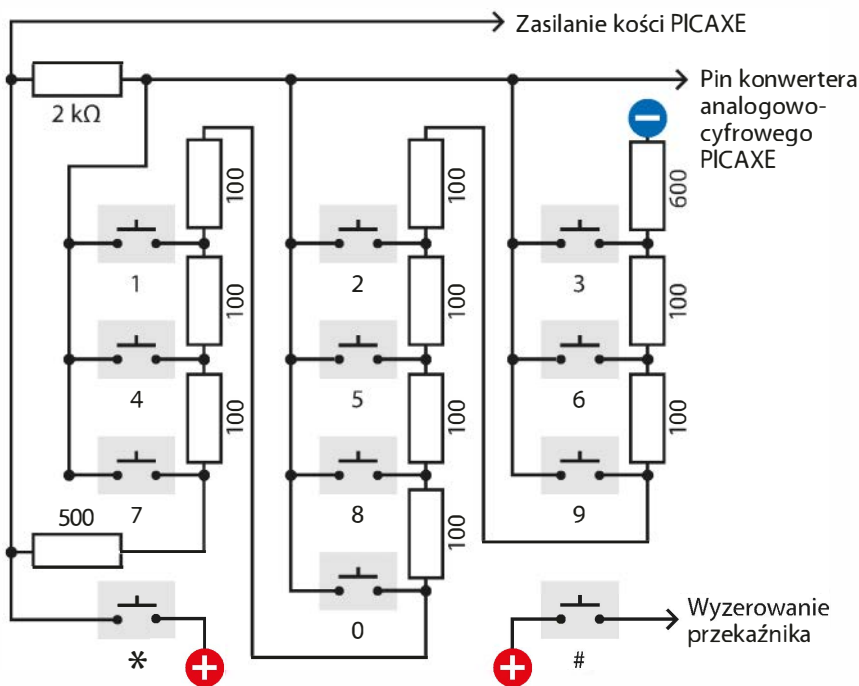 Zasilanie kości PICAXE
2 kΩ
Pin konwertera
analogowo-
cyfrowego
PICAXE
100
100
600
1
2
3
100
100
100
4
5
6
100
100
100
7
8
9
500
100
0
*
#
Wyzerowanie
przekaźnika